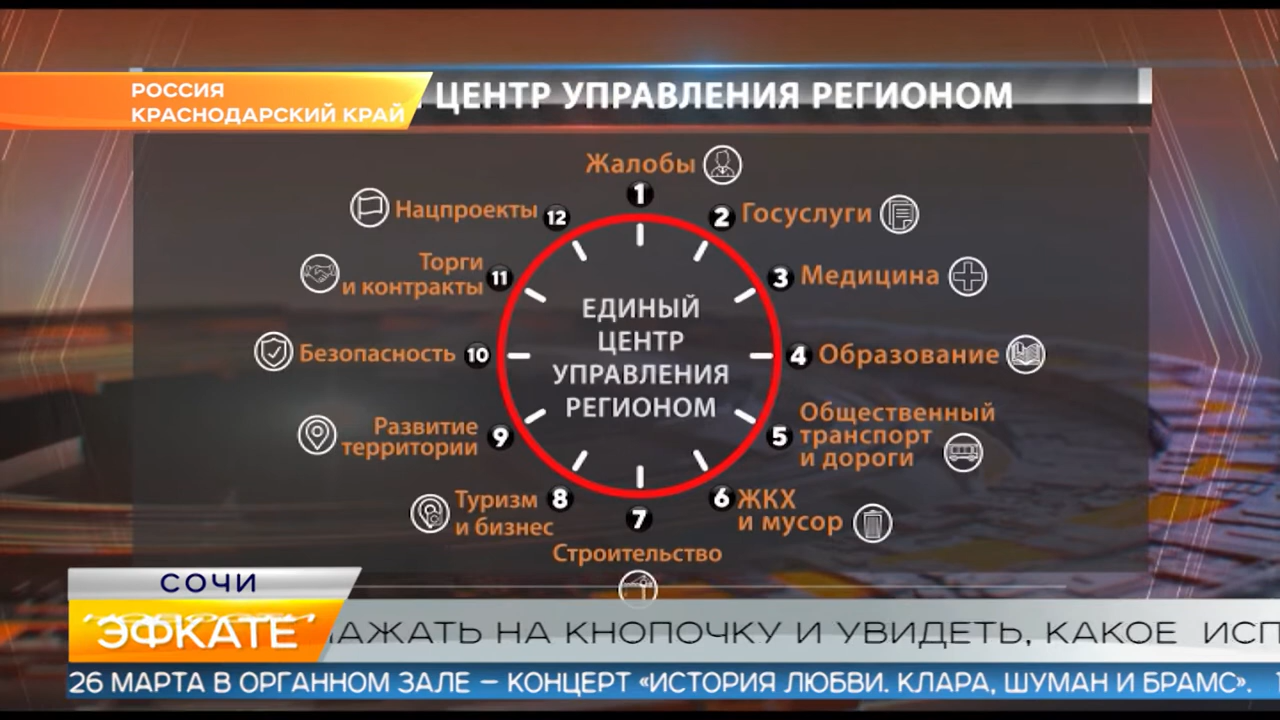 РОССИЯ
КРАСНОДАРСКИЙ КРАЙ
ЦЕНТР УПРАВЛЕНИЯ РЕГИОНОМ
Жалобы
1
Нацпроекты 12
2 Госуслуги
Торги
и контракты 11
3 Медицина
ЕДИНЫЙ
ЦЕНТР
УПРАВЛЕНИЯ
РЕГИОНОМ
Безопасность 10
4 Образование
Развитие
территории 9
5 Общественный
транспорт
и дороги
Туризм 8
и бизнес
6 ЖКХ
и мусор
7
Строительство
СОЧИ
ЭФКАТЕ
АЖАТЬ НА КНОПОЧКУ И УВИДЕТЬ, КАКОЕ ИСП
26 МАРТА В ОРГАННОМ ЗАЛЕ – КОНЦЕРТ «ИСТОРИЯ ЛЮБВИ. КЛАРА, ШУМАН И БРАМС».